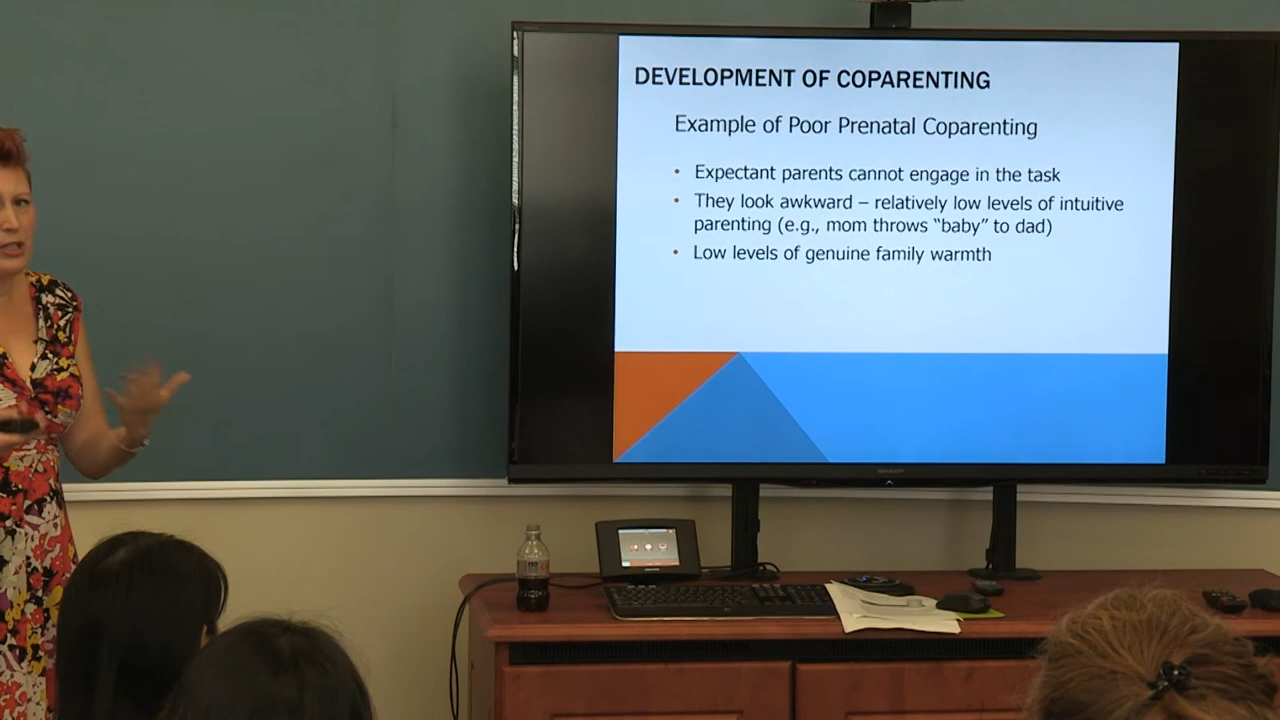 DEVELOPMENT OF COPARENTING
Example of Poor Prenatal Coparenting
• Expectant parents cannot engage in the task
• They look awkward – relatively low levels of intuitive
parenting (e.g., mom throws “baby” to dad)
• Low levels of genuine family warmth
SHARP